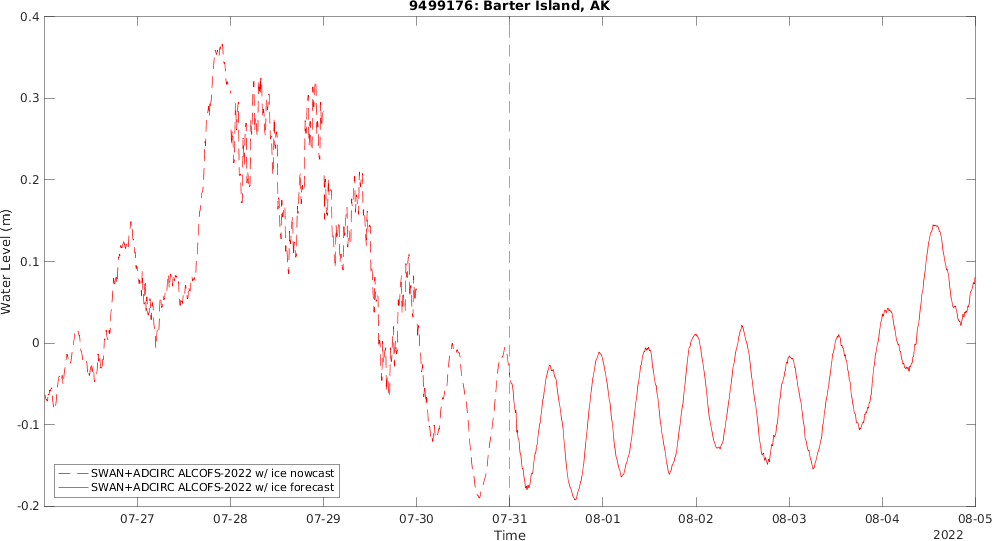 9499176: Barter Island, AK
0.4
0.3
0.2
0.1
0
-0.1
-0.2
Water Level (m)
SWAN+ADCIRC ALCOFS-2022 w/ ice nowcast
SWAN+ADCIRC ALCOFS-2022 w/ ice forecast
07-27 07-28 07-29 07-30 07-31 08-01 08-02 08-03 08-04 08-05
Time
2022